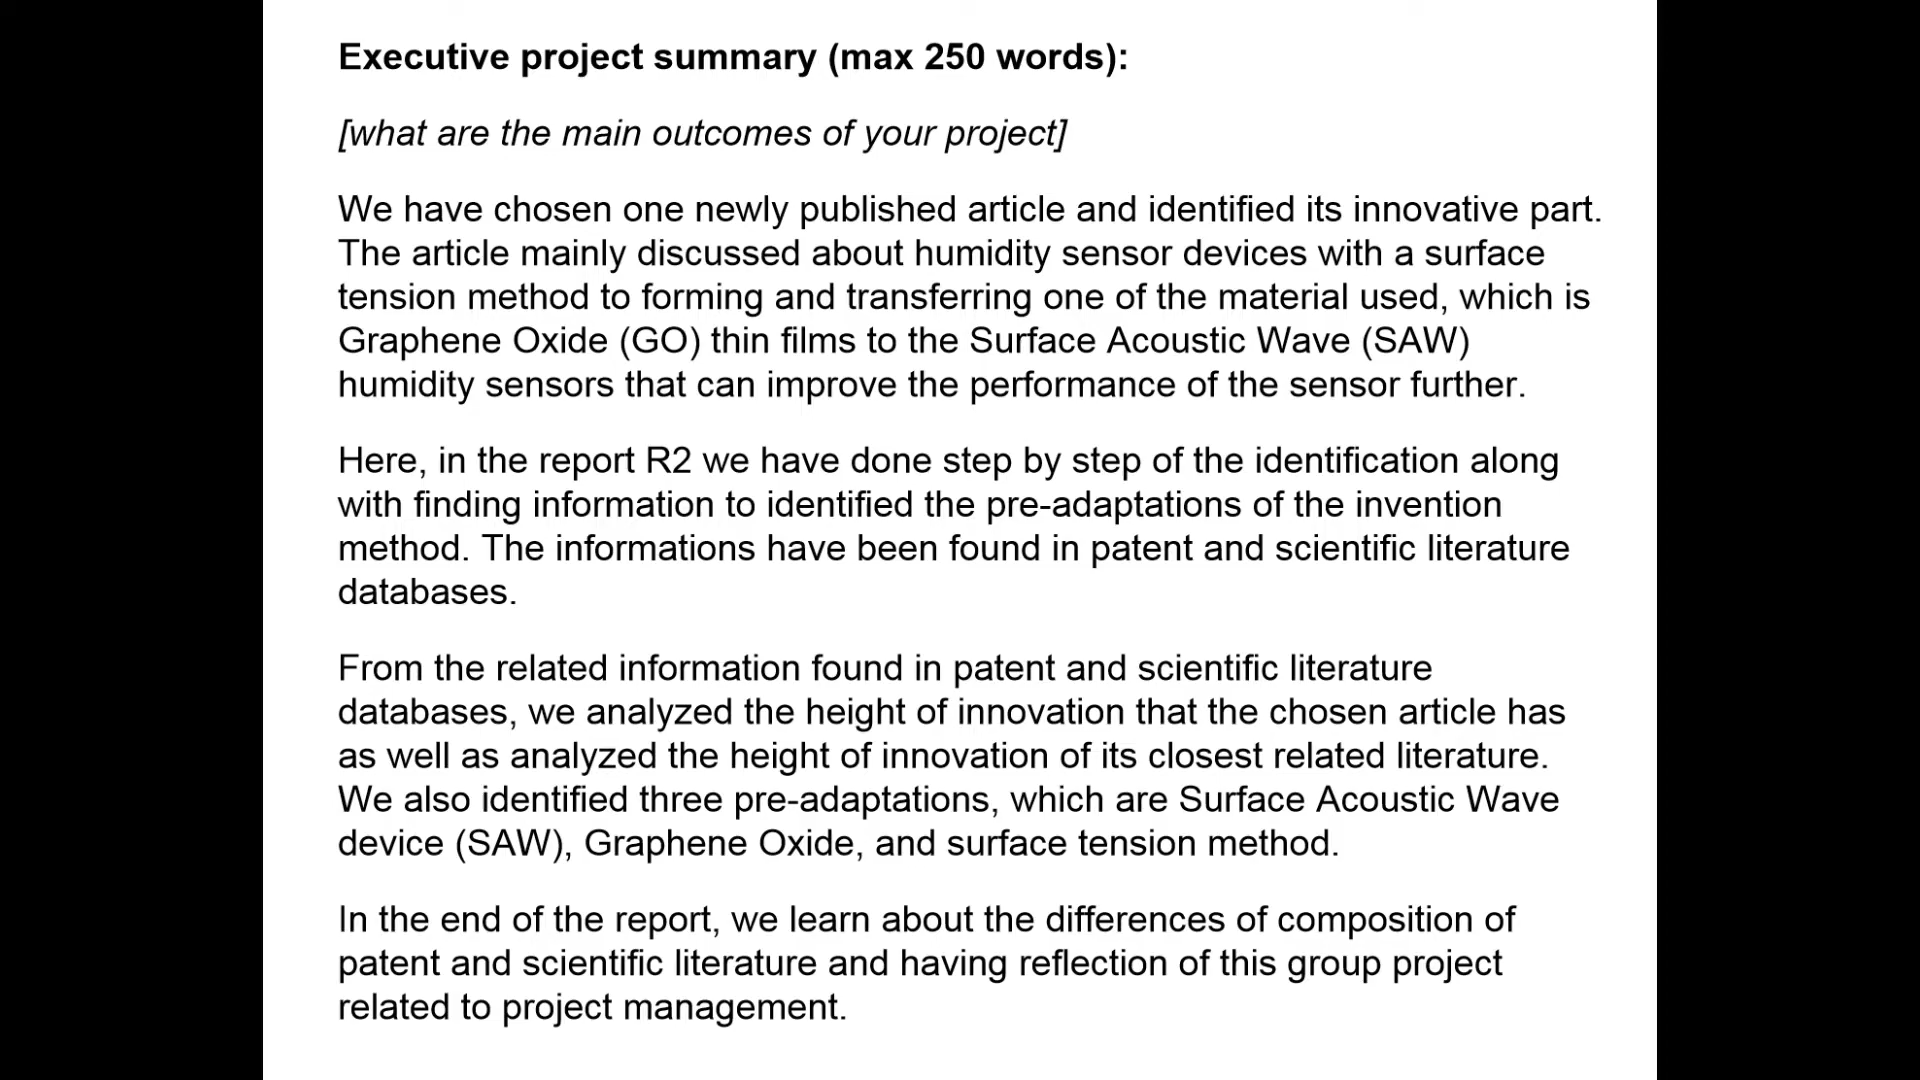 Executive project summary (max 250 words):
[what are the main outcomes of your project]
We have chosen one newly published article and identified its innovative part.
The article mainly discussed about humidity sensor devices with a surface
tension method to forming and transferring one of the material used, which is
Graphene Oxide (GO) thin films to the Surface Acoustic Wave (SAW)
humidity sensors that can improve the performance of the sensor further.
Here, in the report R2 we have done step by step of the identification along
with finding information to identified the pre-adaptations of the invention
method. The informations have been found in patent and scientific literature
databases.
From the related information found in patent and scientific literature
databases, we analyzed the height of innovation that the chosen article has
as well as analyzed the height of innovation of its closest related literature.
We also identified three pre-adaptations, which are Surface Acoustic Wave
device (SAW), Graphene Oxide, and surface tension method.
In the end of the report, we learn about the differences of composition of
patent and scientific literature and having reflection of this group project
related to project management.